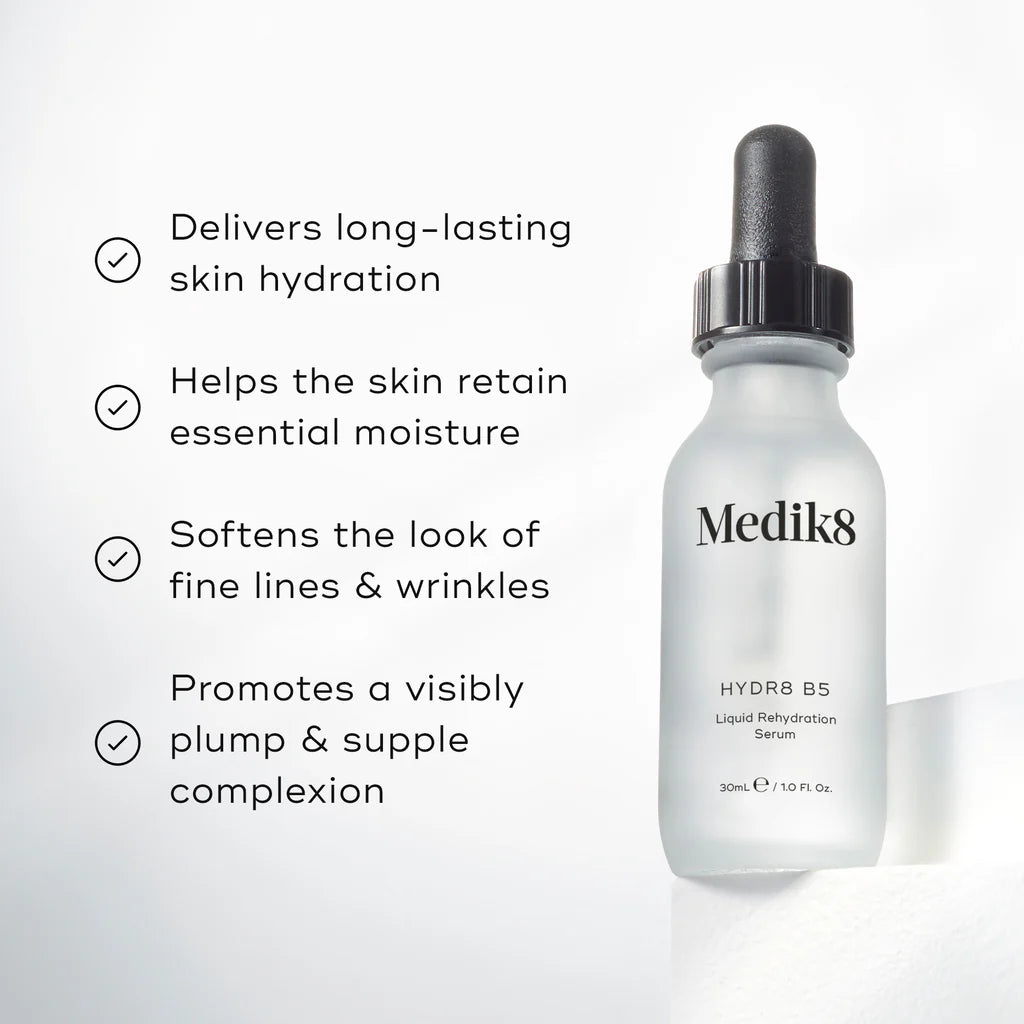 Delivers long-lasting
skin hydration
Helps the skin retain
essential moisture
Softens the look of
fine lines & wrinkles
Promotes a visibly
plump & supple
complexion
Medik8
HYDR8 B5
Liquid Rehydration
Serum
30mL ℮ / 1.0 Fl. Oz.